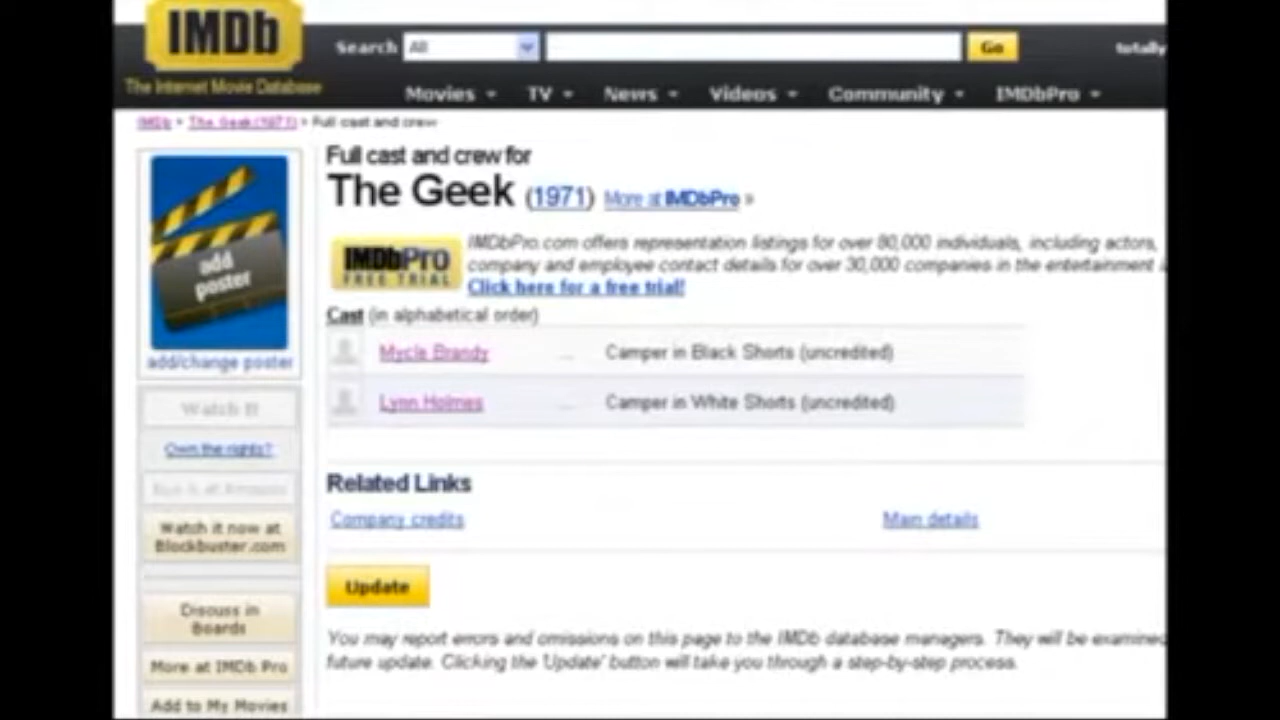 IMDb
The Internet Movie Database
Search All Go totally
Movies TV News Videos Community IMDbPro
IMDb > The Geek (1971) > Full cast and crew
Full cast and crew for
The Geek (1971) More at IMDbPro »
add
poster
add/change poster
IMDbPro
FREE TRIAL
IMDbPro.com offers representation listings for over 80,000 individuals, including actors,
company and employee contact details for over 30,000 companies in the entertainment
Click here for a free trial!
Cast (in alphabetical order)
Mycle Brandy ... Camper in Black Shorts (uncredited)
Lynn Holmes ... Camper in White Shorts (uncredited)
Watch It
Own the rights?
Buy it at Amazon
Watch it now at
Blockbuster.com
Discuss in
Boards
More at IMDb Pro
Add to My Movies
Related Links
Company credits Main details
Update
You may report errors and omissions on this page to the IMDb database managers. They will be examined
future update. Clicking the 'Update' button will take you through a step-by-step process.